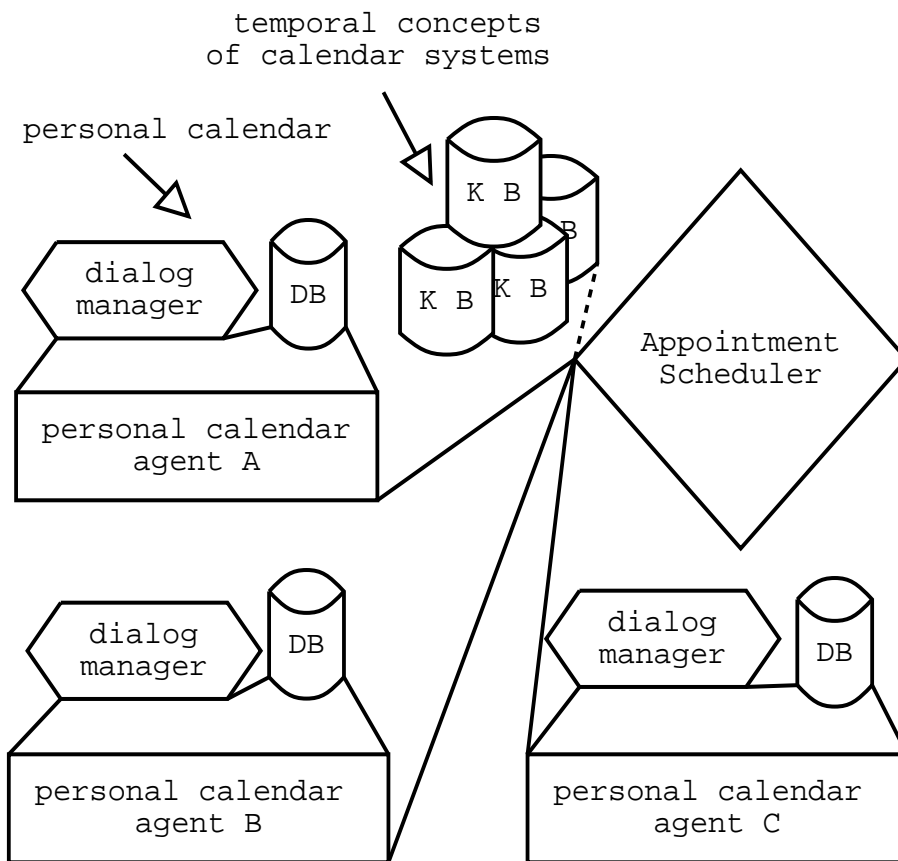 temporal concepts
of calendar systems
personal calendar
K B
B
K B
K B
dialog
manager
DB
Appointment
Scheduler
personal calendar
agent A
dialog
manager
DB
dialog
manager
DB
personal calendar
agent B
personal calendar
agent C